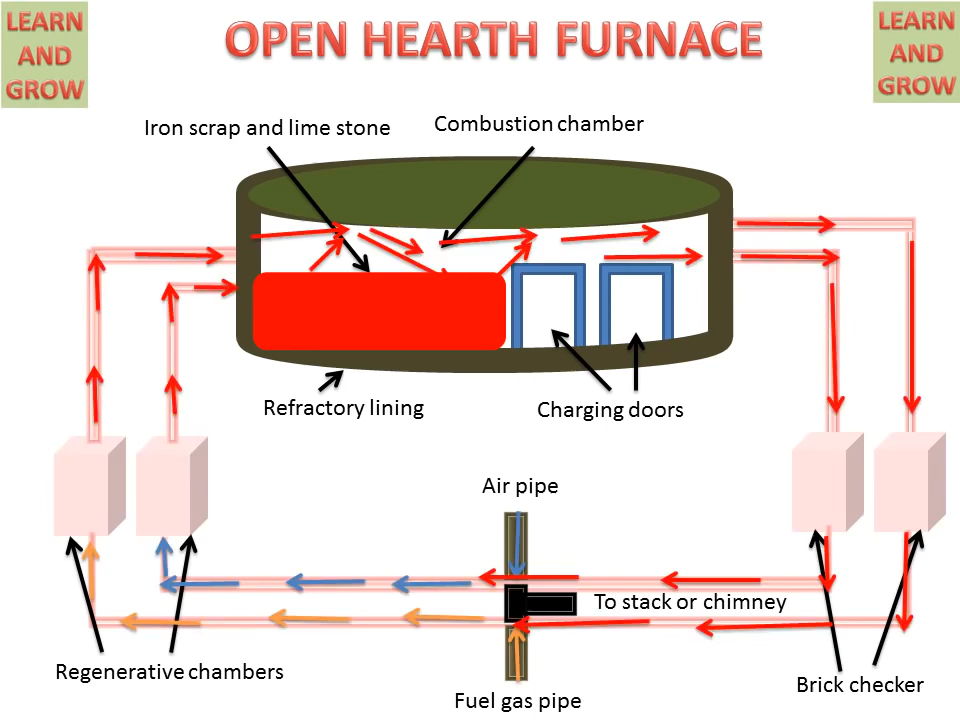 LEARN
AND
GROW
OPEN HEARTH FURNACE
LEARN
AND
GROW
Iron scrap and lime stone
Combustion chamber
Refractory lining
Charging doors
Air pipe
To stack or chimney
Regenerative chambers
Fuel gas pipe
Brick checker